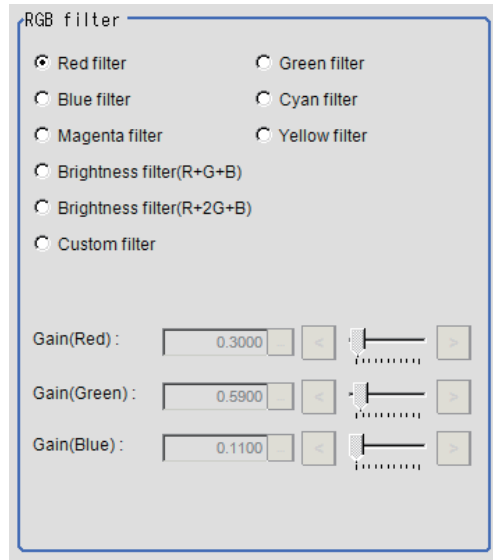 RGB filter
Red filter Green filter
Blue filter Cyan filter
Magenta filter Yellow filter
Brightness filter(R+G+B)
Brightness filter(R+2G+B)
Custom filter
Gain(Red) : 0.3000 ... < >
Gain(Green) : 0.5900 ... < >
Gain(Blue) : 0.1100 ... < >